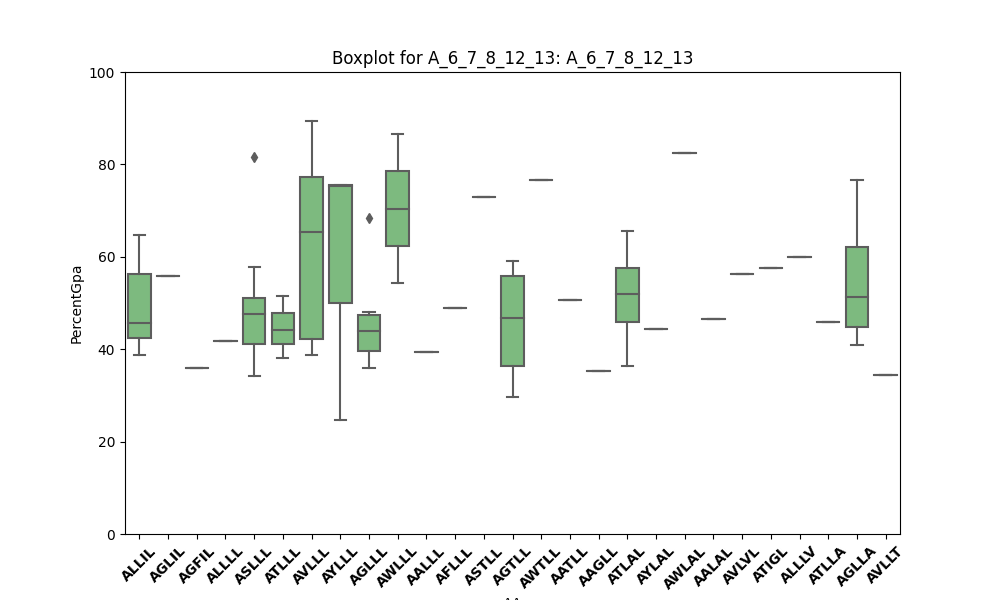 Boxplot for A_6_7_8_12_13: A_6_7_8_12_13
100
80
60
40
20
0
PercentGpa
ALLIL
AGLIL
AGFIL
ALLLL
ASLLL
ATLLL
AVLLL
AYLLL
AGLLL
AWLLL
AALLL
AFLLL
ASTLL
AGTLL
AWTLL
AATLL
AAGLL
ATLAL
AYLAL
AWLAL
AALAL
AVLVL
ATIGL
ALLLV
ATLLA
AGLLA
AVLLT